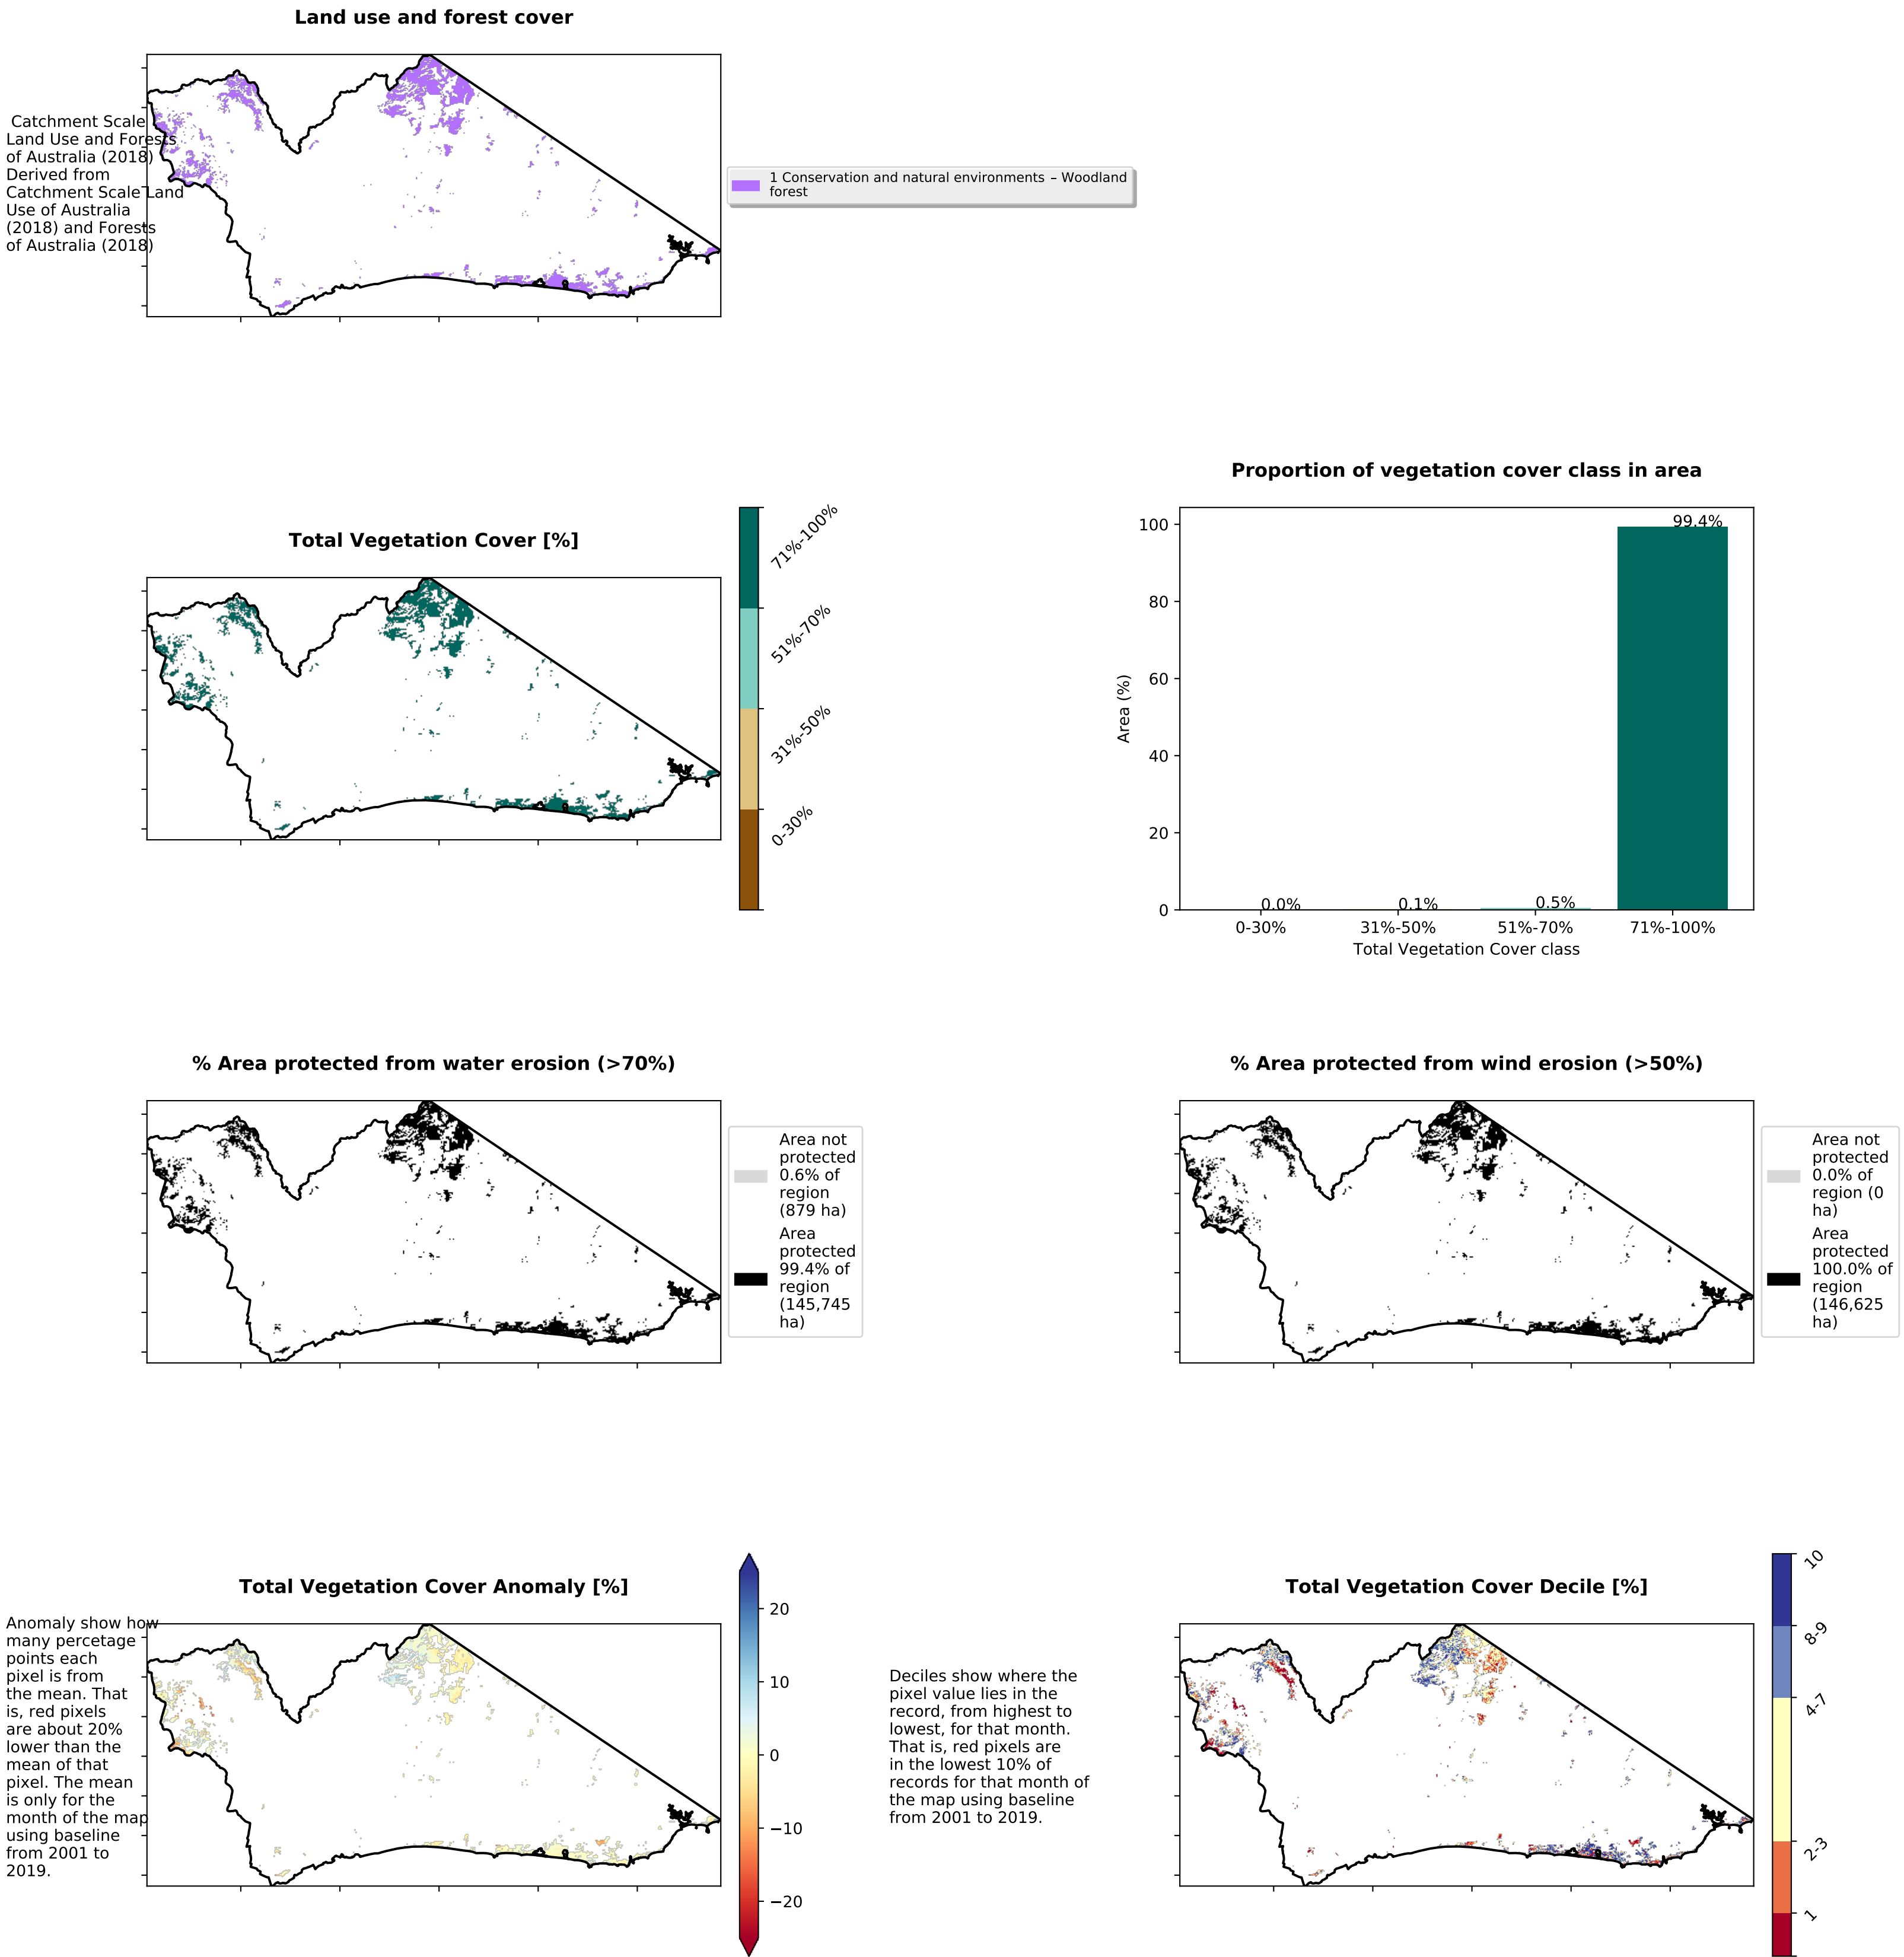 Land use and forest cover
Catchment Scale
Land Use and Forests
of Australia (2018)
Derived from
Catchment Scale Land
Use of Australia
(2018) and Forests
of Australia (2018)
1 Conservation and natural environments – Woodland
forest
Total Vegetation Cover [%]
71%-100%
51%-70%
31%-50%
0-30%
Proportion of vegetation cover class in area
Area (%)
100
80
60
40
20
0
0.0%
0.1%
0.5%
99.4%
0-30%
31%-50%
51%-70%
71%-100%
Total Vegetation Cover class
% Area protected from water erosion (>70%)
Area not
protected
0.6% of
region
(879 ha)
Area
protected
99.4% of
region
(145,745
ha)
% Area protected from wind erosion (>50%)
Area not
protected
0.0% of
region (0
ha)
Area
protected
100.0% of
region
(146,625
ha)
Total Vegetation Cover Anomaly [%]
Anomaly show how
many percetage
points each
pixel is from
the mean. That
is, red pixels
are about 20%
lower than the
mean of that
pixel. The mean
is only for the
month of the map
using baseline
from 2001 to
2019.
20
10
0
−10
−20
Total Vegetation Cover Decile [%]
Deciles show where the
pixel value lies in the
record, from highest to
lowest, for that month.
That is, red pixels are
in the lowest 10% of
records for that month of
the map using baseline
from 2001 to 2019.
10
8-9
4-7
2-3
1